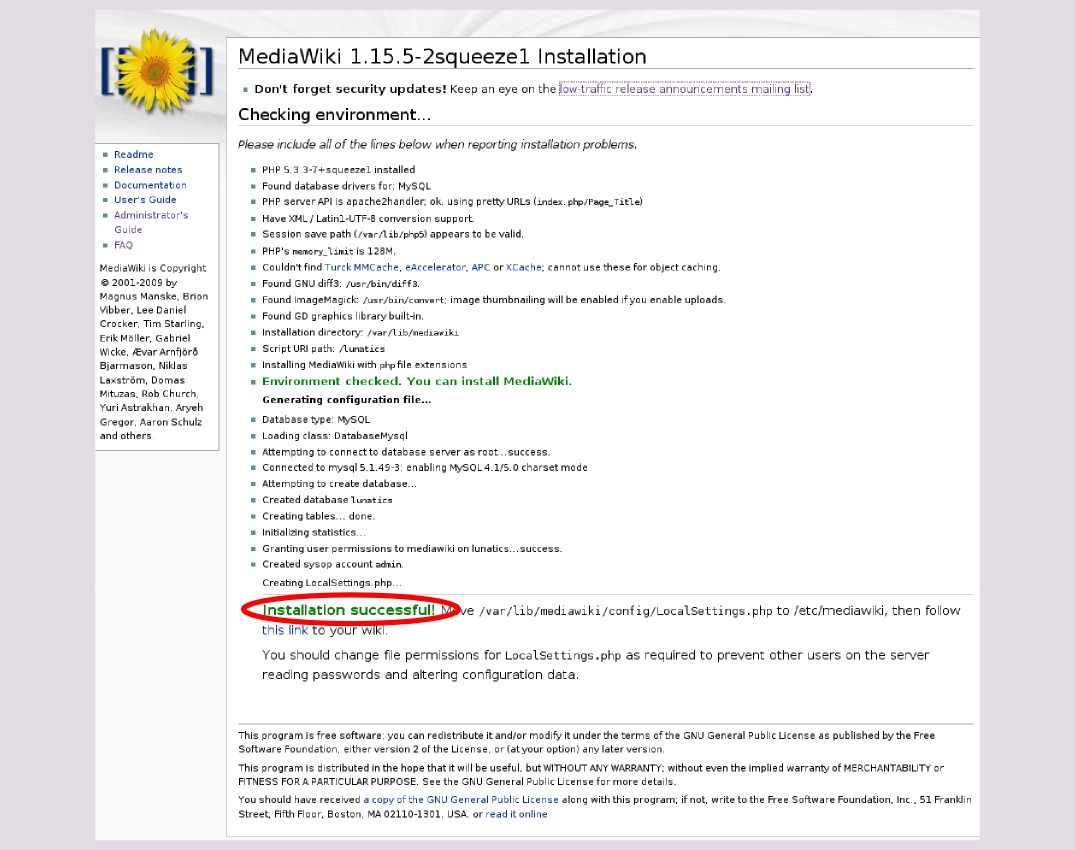 MediaWiki 1.15.5-2squeeze1 Installation
Don't forget security updates! Keep an eye on the low-traffic release announcements mailing list.
Checking environment...
Please include all of the lines below when reporting installation problems.
PHP 5.3.3-7+squeeze1 installed
Found database drivers for: MySQL
PHP server API is apache2handler; ok, using pretty URLs (index.php/Page_Title)
Have XML / Latin1-UTF-8 conversion support.
Session save path (/var/lib/php5) appears to be valid.
PHP's memory_limit is 128M.
Couldn't find Turck MMCache, eAccelerator, APC or XCache; cannot use these for object caching.
Found GNU diff3: /usr/bin/diff3.
Found ImageMagick: /usr/bin/convert; image thumbnailing will be enabled if you enable uploads.
Found GD graphics library built-in.
Installation directory: /var/lib/mediawiki
Script URI path: /lunatics
Installing MediaWiki with php file extensions
Environment checked. You can install MediaWiki.
Generating configuration file...
Database type: MySQL
Loading class: DatabaseMysql
Attempting to connect to database server as root...success.
Connected to mysql 5.1.49-3; enabling MySQL 4.1/5.0 charset mode
Attempting to create database...
Created database lunatics
Creating tables... done.
Initializing statistics...
Granting user permissions to mediawiki on lunatics...success.
Created sysop account admin.
Creating LocalSettings.php...
Installation successful! Move /var/lib/mediawiki/config/LocalSettings.php to /etc/mediawiki, then follow
this link to your wiki.
You should change file permissions for LocalSettings.php as required to prevent other users on the server
reading passwords and altering configuration data.
This program is free software; you can redistribute it and/or modify it under the terms of the GNU General Public License as published by the Free
Software Foundation; either version 2 of the License, or (at your option) any later version.
This program is distributed in the hope that it will be useful, but WITHOUT ANY WARRANTY; without even the implied warranty of MERCHANTABILITY or
FITNESS FOR A PARTICULAR PURPOSE. See the GNU General Public License for more details.
You should have received a copy of the GNU General Public License along with this program; if not, write to the Free Software Foundation, Inc., 51 Franklin
Street, Fifth Floor, Boston, MA 02110-1301, USA. or read it online
Readme
Release notes
Documentation
User's Guide
Administrator's
Guide
FAQ
MediaWiki is Copyright
© 2001-2009 by
Magnus Manske, Brion
Vibber, Lee Daniel
Crocker, Tim Starling,
Erik Möller, Gabriel
Wicke, Ævar Arnfjörð
Bjarmason, Niklas
Laxström, Domas
Mituzas, Rob Church,
Yuri Astrakhan, Aryeh
Gregor, Aaron Schulz
and others.